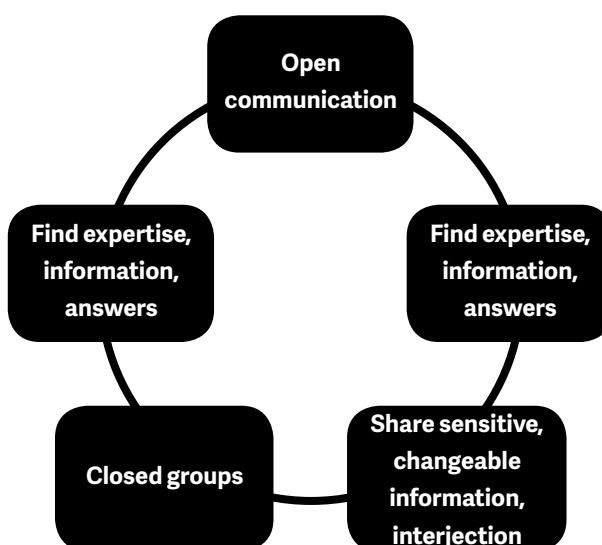 Open
communication
Find expertise,
information,
answers
Find expertise,
information,
answers
Closed groups
Share sensitive,
changeable
information,
interjection